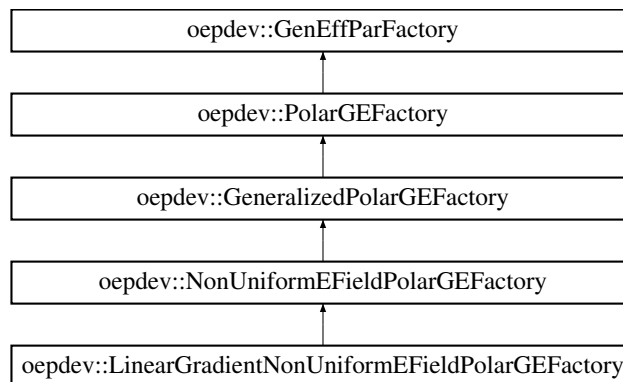 oepdev::GenEffParFactory
oepdev::PolarGEFactory
oepdev::GeneralizedPolarGEFactory
oepdev::NonUniformEFieldPolarGEFactory
oepdev::LinearGradientNonUniformEFieldPolarGEFactory